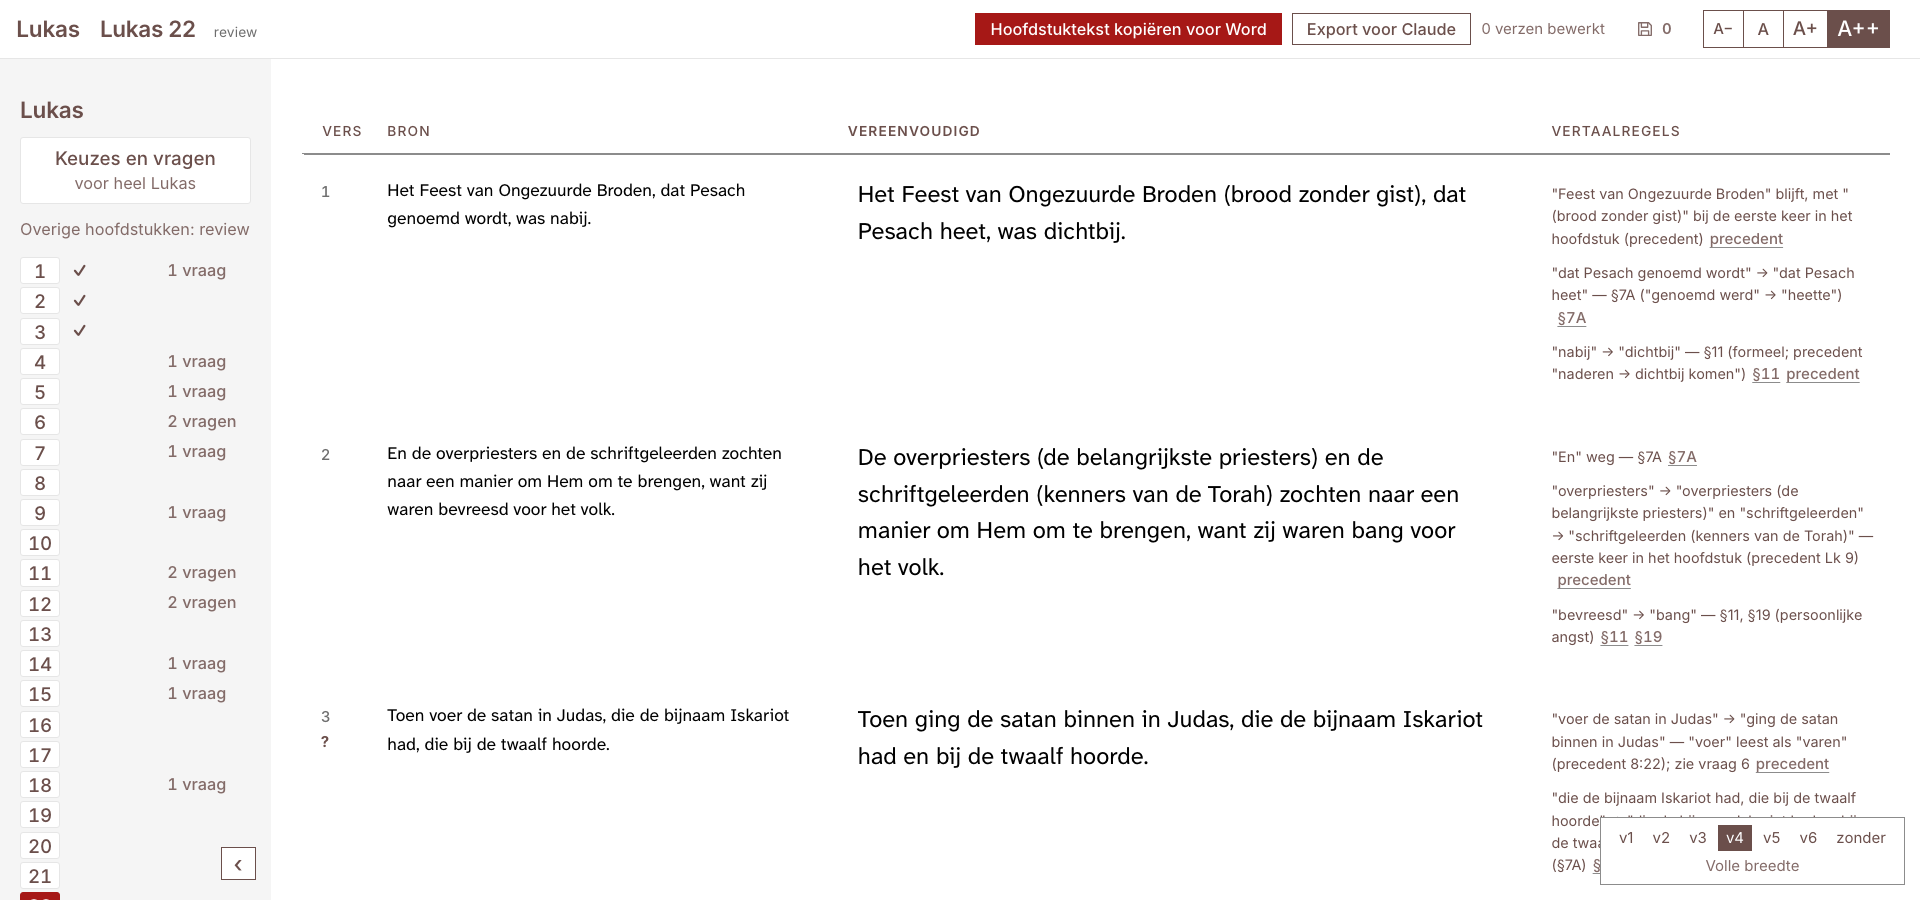 Lukas Lukas 22 review
Hoofdstuktekst kopiëren voor Word Export voor Claude 0 verzen bewerkt 0 A− A A+ A++
Lukas
Keuzes en vragen
voor heel Lukas
Overige hoofdstukken: review
1 ✓ 1 vraag
2 ✓
3 ✓
4 1 vraag
5 1 vraag
6 2 vragen
7 1 vraag
8
9 1 vraag
10
11 2 vragen
12 2 vragen
13
14 1 vraag
15 1 vraag
16
17
18 1 vraag
19
20
21
‹
VERS BRON VEREENVOUDIGD VERTAALREGELS
1
Het Feest van Ongezuurde Broden, dat Pesach
genoemd wordt, was nabij.
Het Feest van Ongezuurde Broden (brood zonder gist), dat
Pesach heet, was dichtbij.
"Feest van Ongezuurde Broden" blijft, met "
(brood zonder gist)" bij de eerste keer in het
hoofdstuk (precedent) precedent
"dat Pesach genoemd wordt" → "dat Pesach
heet" — §7A ("genoemd werd" → "heette")
§7A
"nabij" → "dichtbij" — §11 (formeel; precedent
"naderen → dichtbij komen") §11 precedent
2
En de overpriesters en de schriftgeleerden zochten
naar een manier om Hem om te brengen, want zij
waren bevreesd voor het volk.
De overpriesters (de belangrijkste priesters) en de
schriftgeleerden (kenners van de Torah) zochten naar een
manier om Hem om te brengen, want zij waren bang voor
het volk.
"En" weg — §7A §7A
"overpriesters" → "overpriesters (de
belangrijkste priesters)" en "schriftgeleerden"
→ "schriftgeleerden (kenners van de Torah)" —
eerste keer in het hoofdstuk (precedent Lk 9)
precedent
"bevreesd" → "bang" — §11, §19 (persoonlijke
angst) §11 §19
3
?
Toen voer de satan in Judas, die de bijnaam Iskariot
had, die bij de twaalf hoorde.
Toen ging de satan binnen in Judas, die de bijnaam Iskariot
had en bij de twaalf hoorde.
"voer de satan in Judas" → "ging de satan
binnen in Judas" — "voer" leest als "varen"
(precedent 8:22); zie vraag 6 precedent
"die de bijnaam Iskariot had, die bij de twaalf
hoorde"
de twa
(§7A)
v1 v2 v3 v4 v5 v6 zonder
Volle breedte